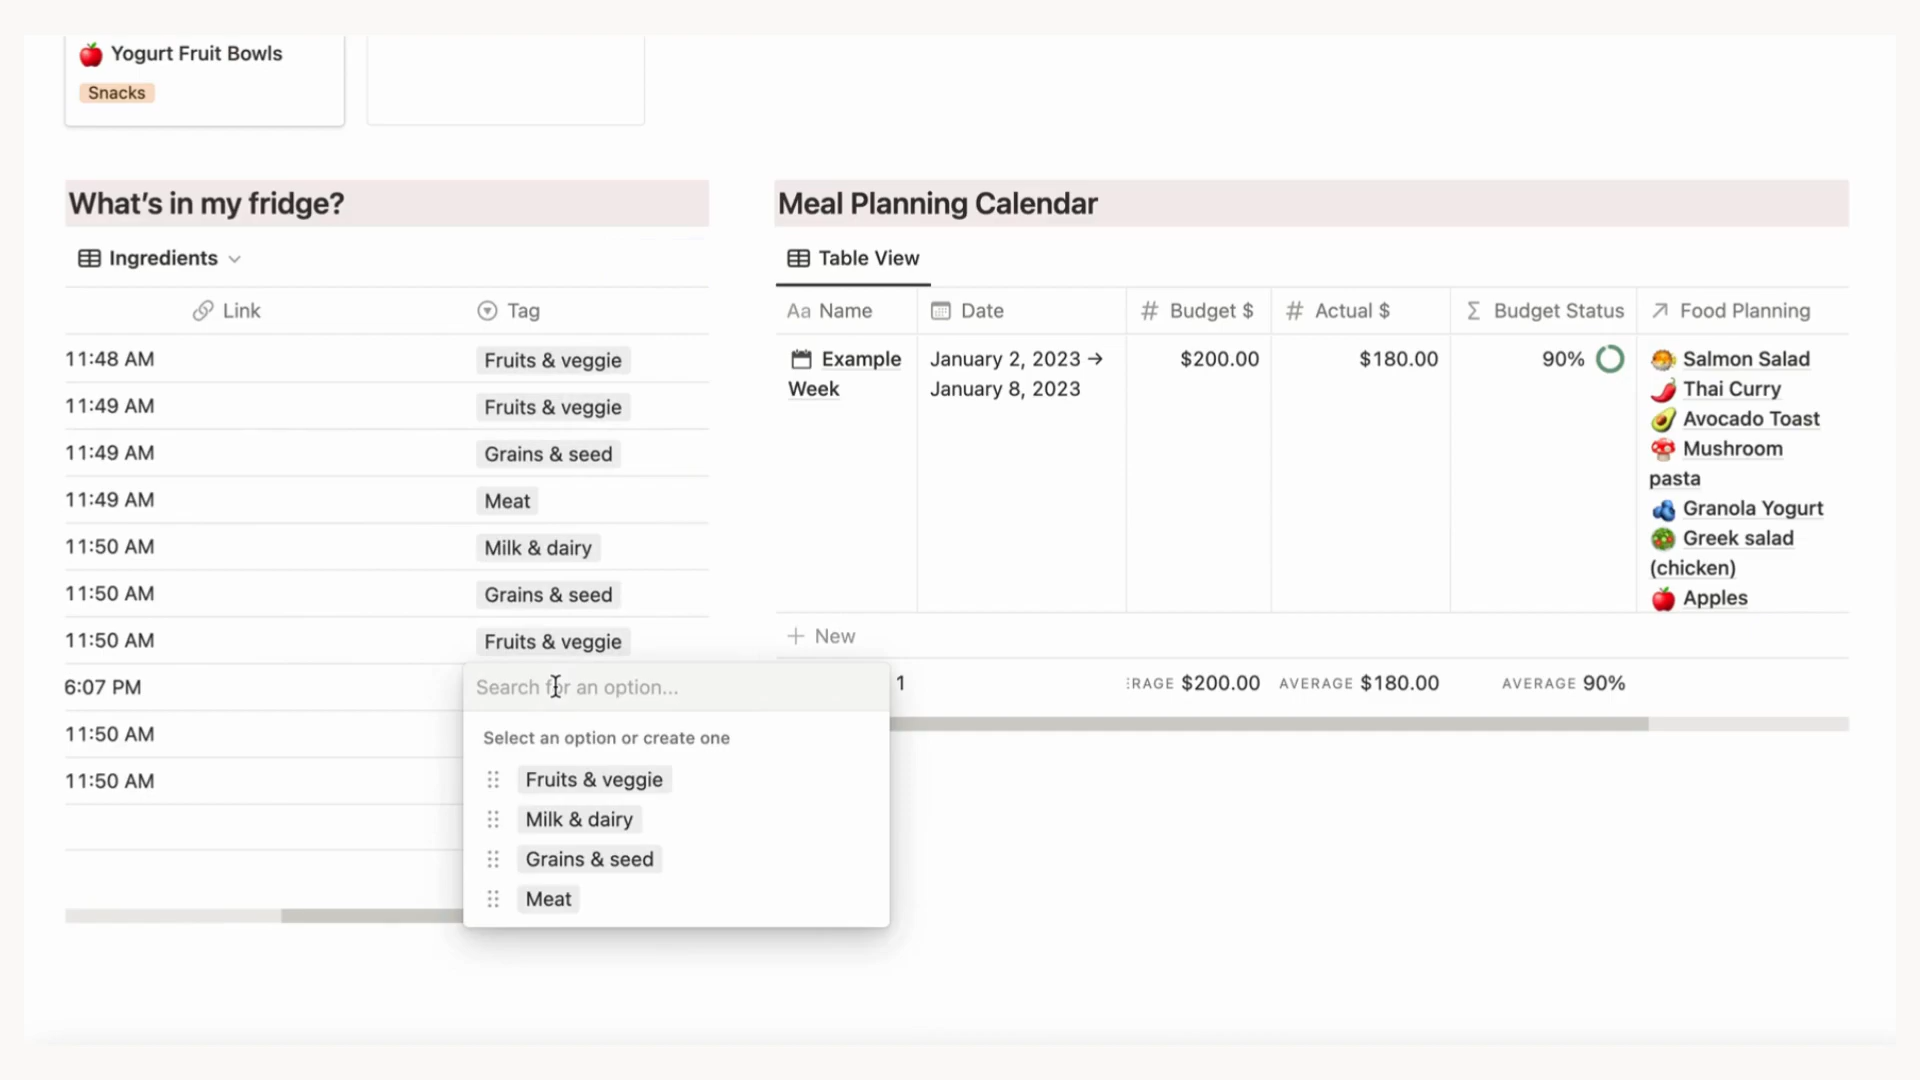 Yogurt Fruit Bowls
Snacks
What's in my fridge?
Ingredients
Link Tag
11:48 AM Fruits & veggie
11:49 AM Fruits & veggie
11:49 AM Grains & seed
11:49 AM Meat
11:50 AM Milk & dairy
11:50 AM Grains & seed
11:50 AM Fruits & veggie
6:07 PM
11:50 AM
11:50 AM
Search for an option...
Select an option or create one
Fruits & veggie
Milk & dairy
Grains & seed
Meat
Meal Planning Calendar
Table View
Aa Name Date # Budget $ # Actual $ Σ Budget Status Food Planning
Example January 2, 2023 → $200.00 $180.00 90% Salmon Salad
Week January 8, 2023 Thai Curry
Avocado Toast
Mushroom
pasta
Granola Yogurt
Greek salad
(chicken)
Apples
+ New
1 $200.00 AVERAGE $180.00 AVERAGE 90%